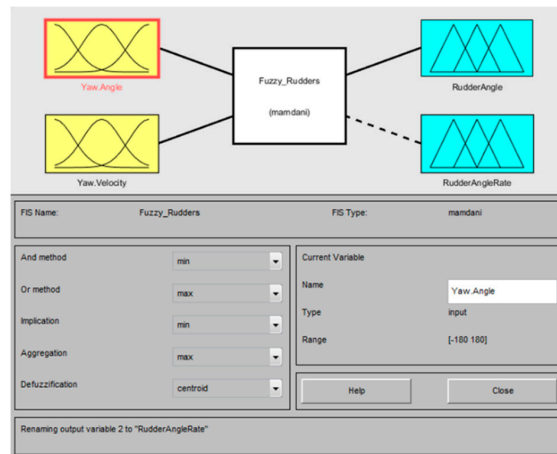 Yaw.Angle
Fuzzy_Rudders
(mamdani)
RudderAngle
Yaw.Velocity
RudderAngleRate
FIS Name: Fuzzy_Rudders FIS Type: mamdani
And method min
Or method max
Implication min
Aggregation max
Defuzzification centroid
Current Variable
Name Yaw.Angle
Type input
Range [-180 180]
Help Close
Renaming output variable 2 to "RudderAngleRate"